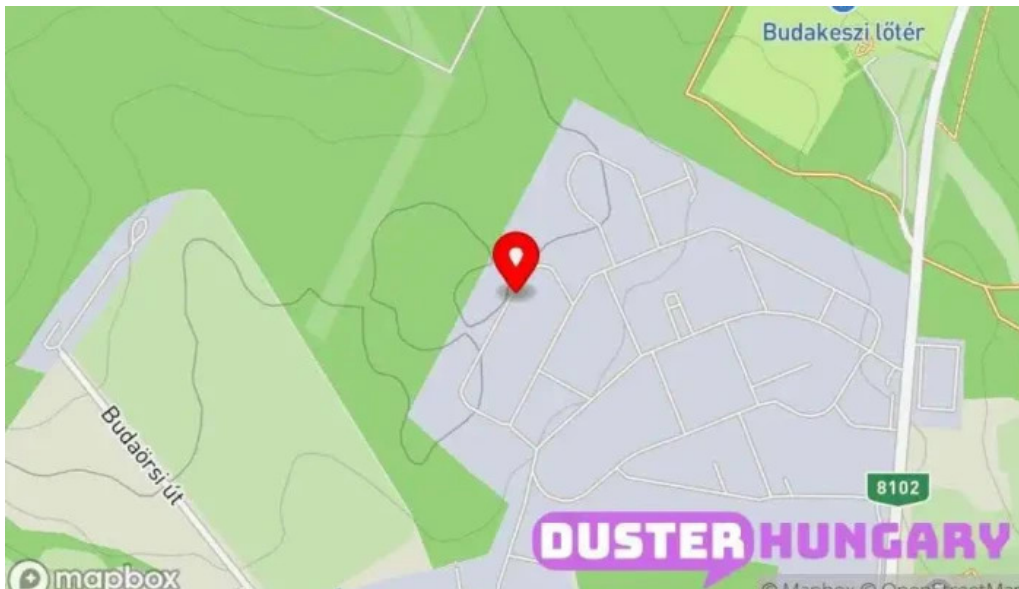 Budakeszi lőtér
Budaörsi út
8102
DUSTER HUNGARY
mapbox
© Mapbox © OpenStreetMap